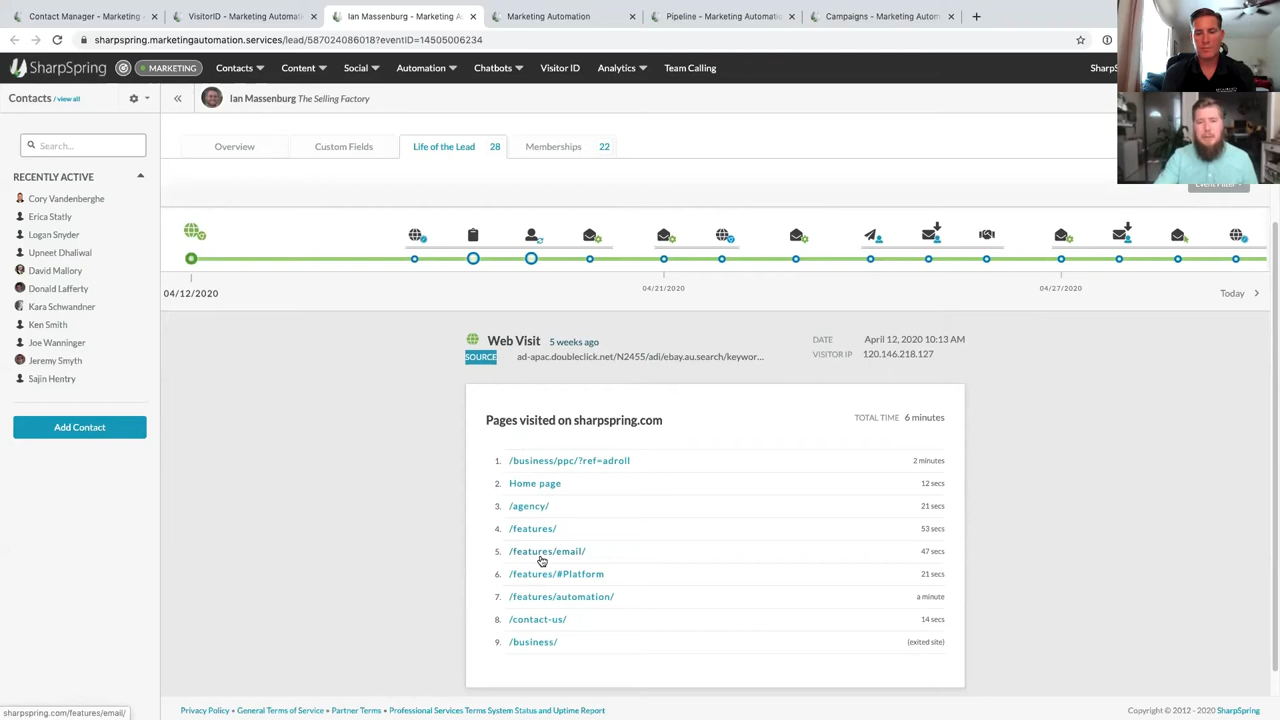 Contact Manager - Marketing A
VisitorID - Marketing Automat
Ian Massenburg - Marketing A
Marketing Automation
Pipeline - Marketing Automati
Campaigns - Marketing Autom
sharpspring.marketingautomation.services/lead/587024086018?eventID=14505006234
SharpSpring
MARKETING
Contacts
Content
Social
Automation
Chatbots
Visitor ID
Analytics
Team Calling
SharpSp
Contacts / view all
Ian Massenburg The Selling Factory
Search...
RECENTLY ACTIVE
Cory Vandenberghe
Erica Statly
Logan Snyder
Upneet Dhaliwal
David Mallory
Donald Lafferty
Kara Schwandner
Ken Smith
Joe Wanninger
Jeremy Smyth
Sajin Hentry
Add Contact
Overview
Custom Fields
Life of the Lead 28
Memberships 22
Event Filter
04/12/2020
04/21/2020
04/27/2020
Today
Web Visit 5 weeks ago
SOURCE ad-apac.doubleclick.net/N2455/adi/ebay.au.search/keywor...
DATE April 12, 2020 10:13 AM
VISITOR IP 120.146.218.127
Pages visited on sharpspring.com
TOTAL TIME 6 minutes
1. /business/ppc/?ref=adroll 2 minutes
2. Home page 12 secs
3. /agency/ 21 secs
4. /features/ 53 secs
5. /features/email/ 47 secs
6. /features/#Platform 21 secs
7. /features/automation/ a minute
8. /contact-us/ 14 secs
9. /business/ (exited site)
sharpspring.com/features/email/
Privacy Policy • General Terms of Service • Partner Terms • Professional Services Terms System Status and Uptime Report
Copyright © 2012 - 2020 SharpSpring